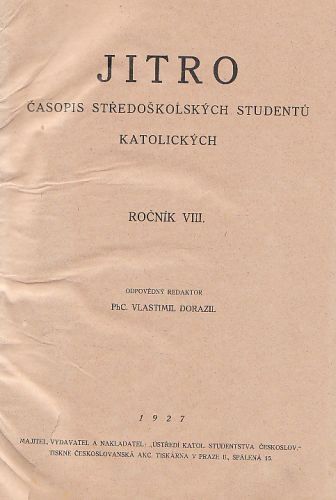 JITRO
ČASOPIS STŘEDOŠKOLSKÝCH STUDENTŮ
KATOLICKÝCH
ROČNÍK VIII.
ODPOVĚDNÝ REDAKTOR
PhC. VLASTIMIL DORAZIL
1927
MAJITEL, VYDAVATEL A NAKLADATEL: „ÚSTŘEDÍ KATOL. STUDENTSTVA ČESKOSLOV.„
TISKNE ČESKOSLOVANSKÁ AKC. TISKÁRNA V PRAZE II., SPÁLENÁ 15.